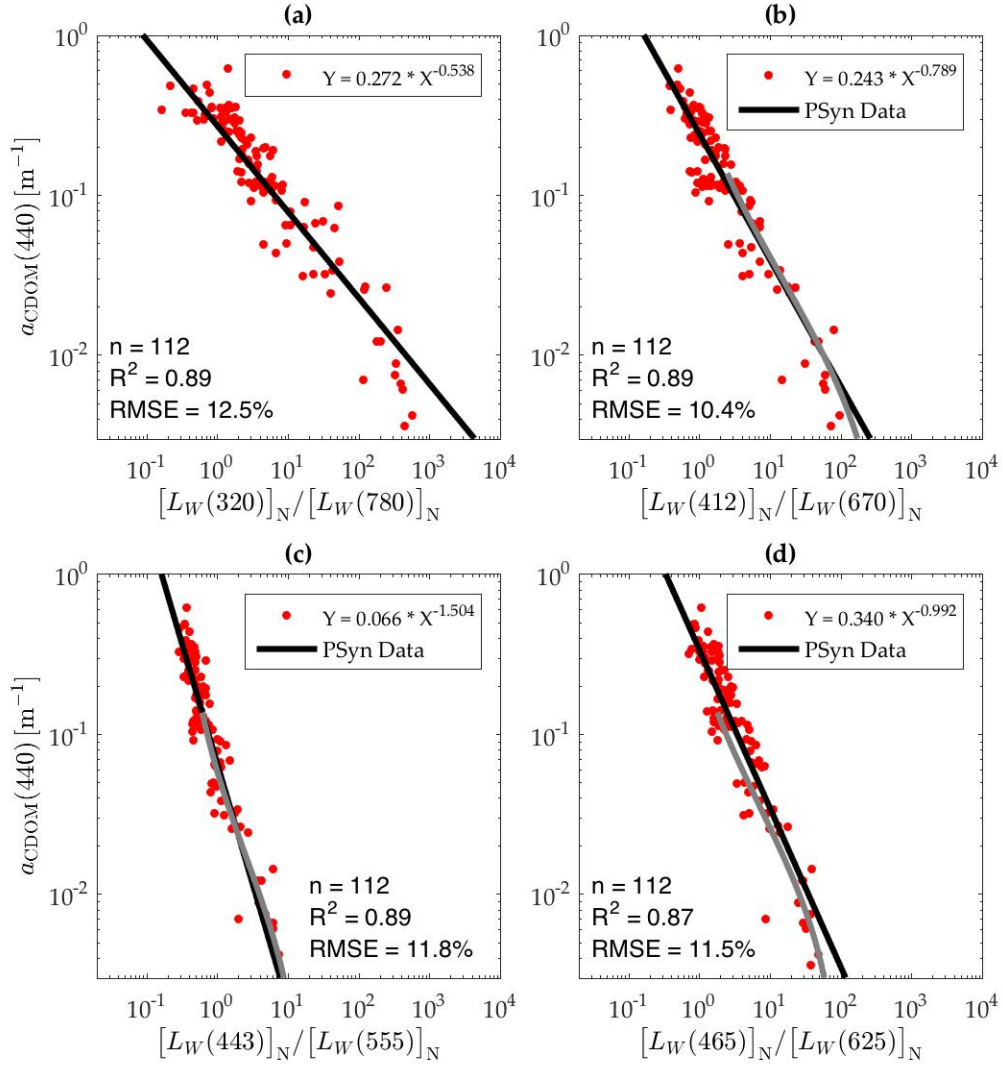 (a)
10^0
10^-1
10^-2
a_CDOM(440) [m^−1]
Y = 0.272 * X^-0.538
n = 112
R^2 = 0.89
RMSE = 12.5%
10^-1 10^0 10^1 10^2 10^3 10^4
[L_W(320)]_N/[L_W(780)]_N
(b)
10^0
10^-1
10^-2
Y = 0.243 * X^-0.789
PSyn Data
n = 112
R^2 = 0.89
RMSE = 10.4%
10^-1 10^0 10^1 10^2 10^3 10^4
[L_W(412)]_N/[L_W(670)]_N
(c)
10^0
10^-1
10^-2
a_CDOM(440) [m^−1]
Y = 0.066 * X^-1.504
PSyn Data
n = 112
R^2 = 0.89
RMSE = 11.8%
10^-1 10^0 10^1 10^2 10^3 10^4
[L_W(443)]_N/[L_W(555)]_N
(d)
10^0
10^-1
10^-2
Y = 0.340 * X^-0.992
PSyn Data
n = 112
R^2 = 0.87
RMSE = 11.5%
10^-1 10^0 10^1 10^2 10^3 10^4
[L_W(465)]_N/[L_W(625)]_N